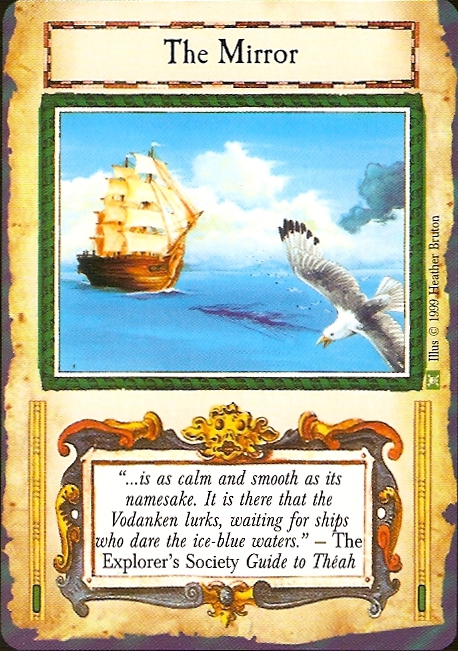 The Mirror
Illus © 1999 Heather Bruton
“...is as calm and smooth as its
namesake. It is there that the
Vodanken lurks, waiting for ships
who dare the ice-blue waters.” – The
Explorer's Society Guide to Théah